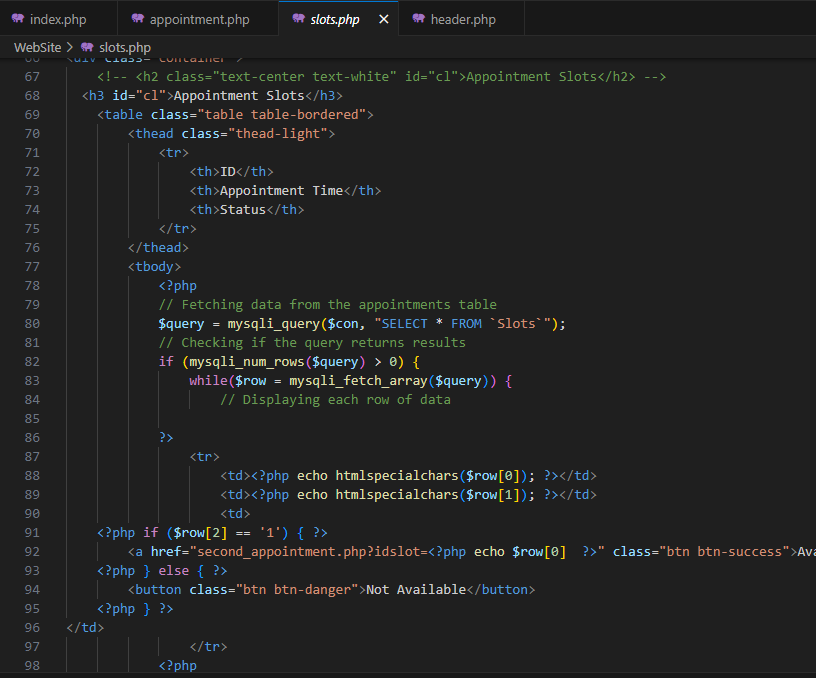 index.php
appointment.php
slots.php
header.php
WebSite > slots.php
66 <div class="container">
67 <!-- <h2 class="text-center text-white" id="cl">Appointment Slots</h2> -->
68 <h3 id="cl">Appointment Slots</h3>
69 <table class="table table-bordered">
70 <thead class="thead-light">
71 <tr>
72 <th>ID</th>
73 <th>Appointment Time</th>
74 <th>Status</th>
75 </tr>
76 </thead>
77 <tbody>
78 <?php
79 // Fetching data from the appointments table
80 $query = mysqli_query($con, "SELECT * FROM `Slots`");
81 // Checking if the query returns results
82 if (mysqli_num_rows($query) > 0) {
83 while($row = mysqli_fetch_array($query)) {
84 // Displaying each row of data
85
86 ?>
87 <tr>
88 <td><?php echo htmlspecialchars($row[0]); ?></td>
89 <td><?php echo htmlspecialchars($row[1]); ?></td>
90 <td>
91 <?php if ($row[2] == '1') { ?>
92 <a href="second_appointment.php?idslot=<?php echo $row[0]  ?>" class="btn btn-success">Ava
93 <?php } else { ?>
94 <button class="btn btn-danger">Not Available</button>
95 <?php } ?>
96 </td>
97 </tr>
98 <?php